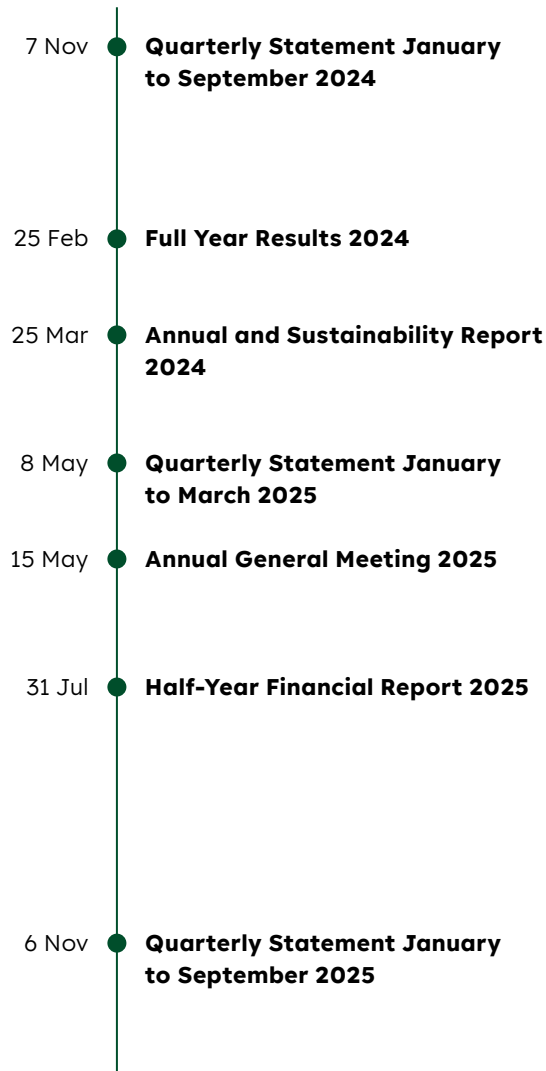 7 Nov
Quarterly Statement January
to September 2024
25 Feb
Full Year Results 2024
25 Mar
Annual and Sustainability Report
2024
8 May
Quarterly Statement January
to March 2025
15 May
Annual General Meeting 2025
31 Jul
Half-Year Financial Report 2025
6 Nov
Quarterly Statement January
to September 2025